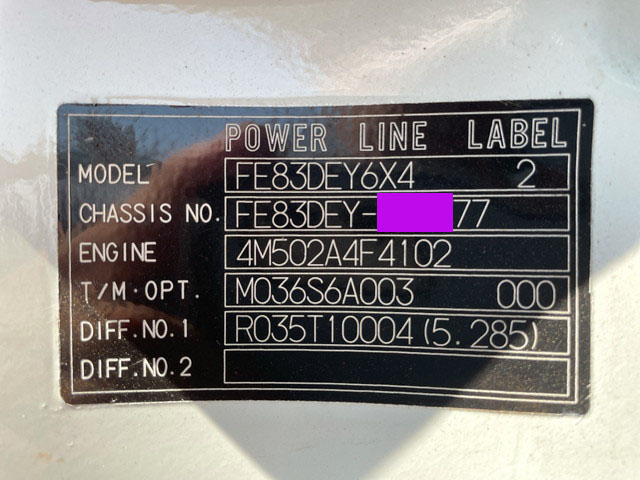 POWER LINE LABEL
MODEL FE83DEY6X4 2
CHASSIS NO. FE83DEY- 77
ENGINE 4M502A4F4102
T/M·OPT. M036S6A003 000
DIFF.NO.1 R035T10004(5.285)
DIFF.NO.2